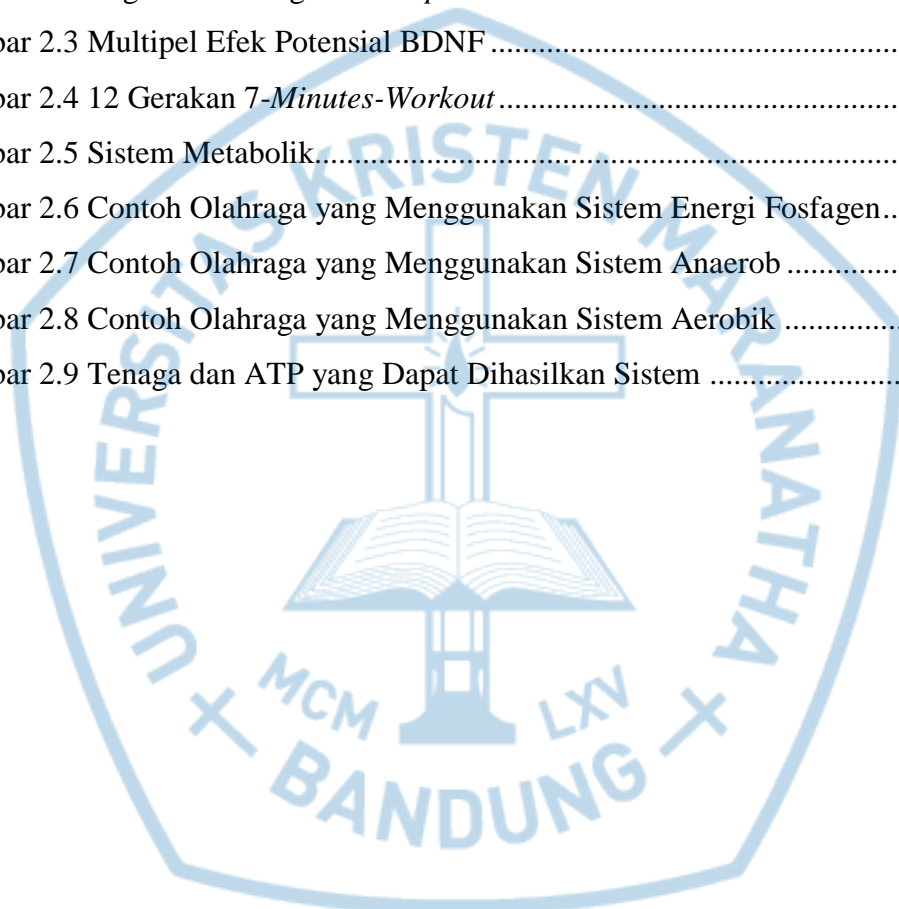 bar 2.3 Multipel Efek Potensial BDNF ..........................................................
bar 2.4 12 Gerakan 7-Minutes-Workout .........................................................
bar 2.5 Sistem Metabolik................................................................................
bar 2.6 Contoh Olahraga yang Menggunakan Sistem Energi Fosfagen...
bar 2.7 Contoh Olahraga yang Menggunakan Sistem Anaerob ................
bar 2.8 Contoh Olahraga yang Menggunakan Sistem Aerobik ................
bar 2.9 Tenaga dan ATP yang Dapat Dihasilkan Sistem ..........................
UNIVERSITAS KRISTEN MARANATHA
MCM LXV
BANDUNG